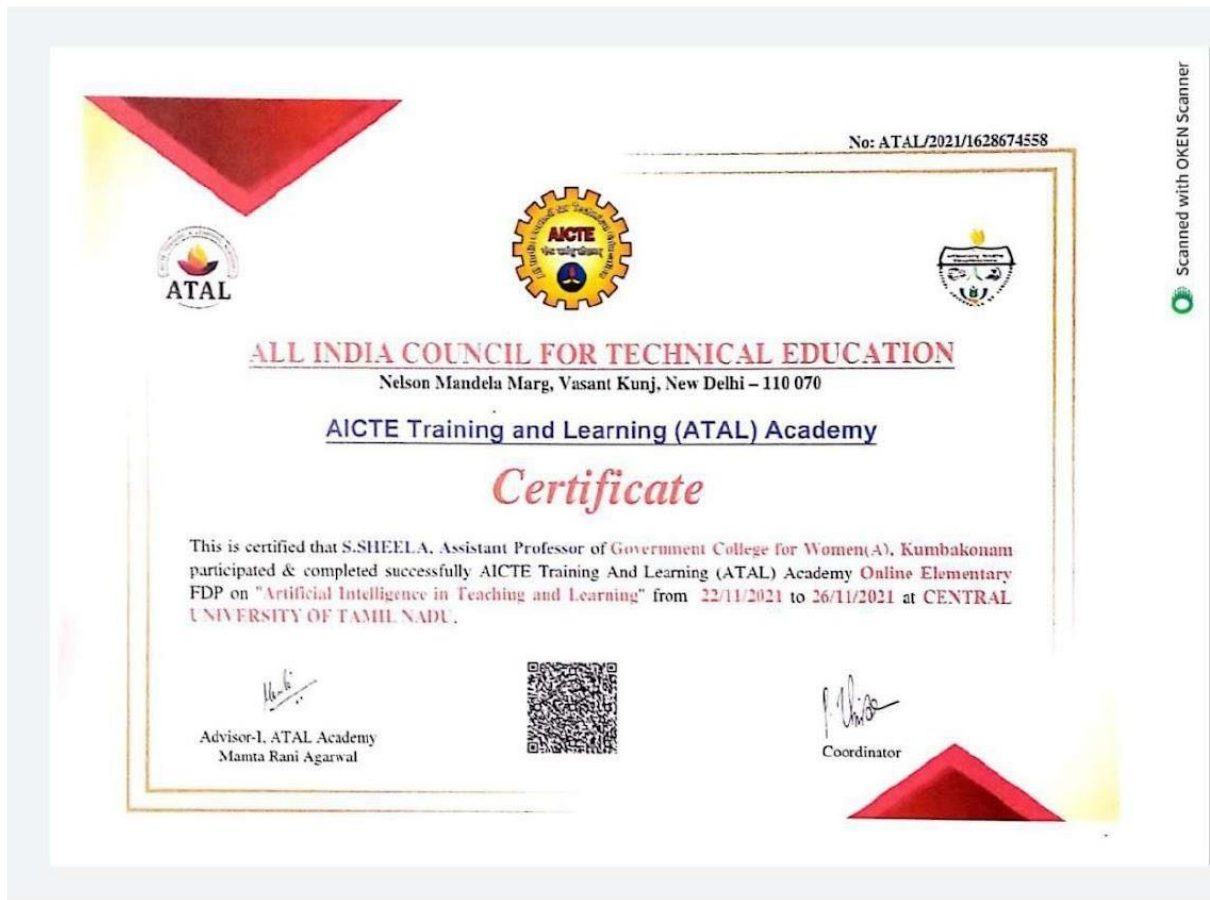 No: ATAL/2021/1628674558
ATAL
AICTE
ALL INDIA COUNCIL FOR TECHNICAL EDUCATION
Nelson Mandela Marg, Vasant Kunj, New Delhi – 110 070
AICTE Training and Learning (ATAL) Academy
Certificate
This is certified that S.SHEELA, Assistant Professor of Government College for Women(A), Kumbakonam
participated & completed successfully AICTE Training And Learning (ATAL) Academy Online Elementary
FDP on "Artificial Intelligence in Teaching and Learning" from 22/11/2021 to 26/11/2021 at CENTRAL
UNIVERSITY OF TAMIL NADU.
Advisor-I, ATAL Academy
Mamta Rani Agarwal
Coordinator
Scanned with OKEN Scanner